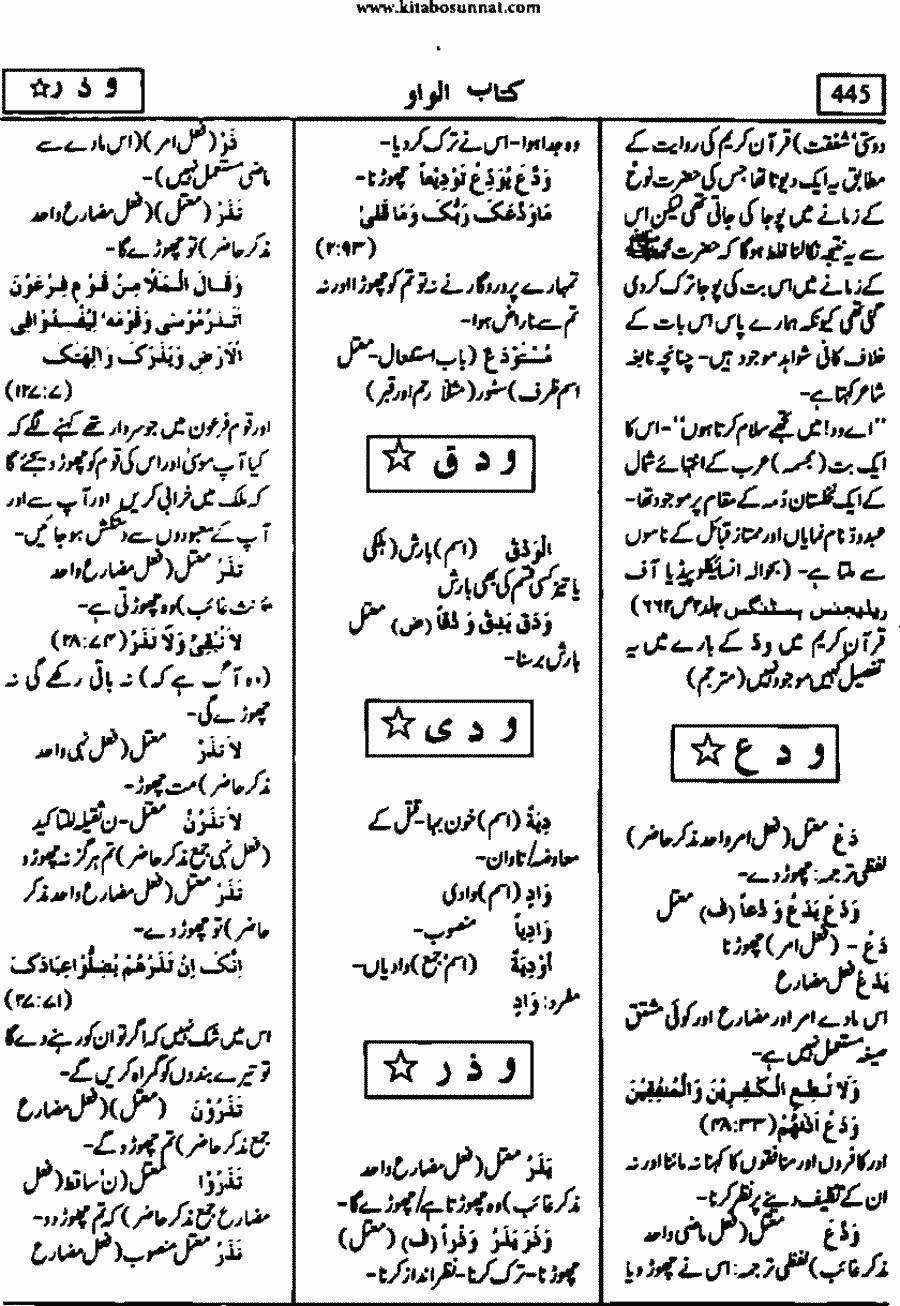 www.kitabosunnat.com
445
کتاب الواو
و ذ ر ☆
دوستی/شفقت) قرآن کریم کی روایت کے
مطابق یہ ایک دیوتا تھا جس کی حضرت نوحؑ
کے زمانے میں پوجا کی جاتی تھی لیکن اس
سے یہ نتیجہ نکالنا غلط ہوگا کہ حضرت محمدﷺ
کے زمانے میں اس بت کی پوجا ترک کردی
گئی تھی کیونکہ ہمارے پاس اس بات کے
خلاف کافی شواہد موجود ہیں- چنانچہ نابغہ
شاعر کہتا ہے-
"اے ود! میں تجھے سلام کرتا ہوں"- اس کا
ایک بت (مجسمہ) عرب کے انتہائے شمال
کے ایک نخلستان دُمہ کے مقام پر موجود تھا-
عبدودّ نام نمایاں اور ممتاز قبائل کے ناموں
سے ملتا ہے- (بحوالہ انسائیکلوپیڈیا آف
ریلیجنس ہسٹنگس جلد ۲ ص ۶۶۲)
قرآن کریم میں ودّ کے بارے میں یہ
تفصیل کہیں موجود نہیں (مترجم)
و د ع ☆
دَعْ معتل (فعل امر واحد مذکر حاضر)
لفظی ترجمہ: چھوڑ دے-
وَدَعَ یَدَعُ وَدْعاً (ف) معتل
دَعْ - (فعل امر) چھوڑنا
یَدَعُ فعل مضارع
اس مادے امر اور مضارع اور کوئی مشتق
صیغہ مستعمل نہیں ہے-
وَلَا تُطِعِ الْکٰفِرِیْنَ وَالْمُنٰفِقِیْنَ
وَدَعْ اَذٰىهُمْ (۴۸:۳۳)
اور کافروں اور منافقوں کا کہا نہ ماننا اور نہ
ان کے تکلیف دینے پر نظر کرنا-
وَدَّعَ معتل (فعل ماضی واحد
مذکر غائب) لفظی ترجمہ: اس نے چھوڑ دیا
وہ جدا ہوا- اس نے ترک کر دیا-
وَدَّعَ یُوَدِّعُ تَوْدِیْعاً چھوڑنا-
مَاوَدَّعَکَ رَبُّکَ وَمَا قَلٰیْ
(۲:۹۳)
تمہارے پروردگار نے نہ تو تم کو چھوڑا اور نہ
تم سے ناراض ہوا-
مُسْتَوْدَع (باب استفعال- معتل
اسم ظرف) سٹور (مثلاً رحم اور قبر)
و د ق ☆
اَلْوَدْقُ (اسم) بارش (ہلکی
یا تیز کسی قسم کی بھی بارش
وَدَقَ یَدِقُ وَدْقاً (ض) معتل
بارش برسنا-
و د ی ☆
دِیَةٌ (اسم) خون بہا- قتل کے
معاوضہ/تاوان-
وَادٍ (اسم) وادی
وَادِیاً منصوب-
اَوْدِیَةٌ (اسم جمع) وادیاں-
مفرد: وَادٍ
و ذ ر ☆
یَذَرُ معتل (فعل مضارع واحد
مذکر غائب) وہ چھوڑتا ہے/ چھوڑے گا-
وَذَرَ یَذَرُ وَذْراً (ف) (معتل)
چھوڑنا- ترک کرنا- نظر انداز کرنا-
ذَرْ (فعل امر) (اس مادے سے
ماضی مستعمل نہیں)-
تَذَرُ (معتل) (فعل مضارع واحد
مذکر حاضر) تو چھوڑے گا-
وَقَالَ الْمَلَأُ مِنْ قَوْمِ فِرْعَوْنَ
اَتَذَرُ مُوْسٰی وَقَوْمَه' لِیُفْسِدُوْا فِی
الْاَرْضِ وَیَذَرَکَ وَاٰلِهَتَکَ
(۱۲۷:۷)
اور قوم فرعون میں جو سردار تھے کہنے لگے کہ
کیا آپ موسیٰ اور اس کی قوم کو چھوڑ دیجئے گا
کہ ملک میں خرابی کریں اور آپ سے اور
آپ کے معبودوں سے دستکش ہو جائیں-
تَذَرُ معتل (فعل مضارع واحد
مؤنث غائب) وہ چھوڑتی ہے-
لَا تُبْقِیْ وَلَا تَذَرُ (۲۸:۷۴)
(وہ آگ ہے کہ) نہ باقی رکھے گی نہ
چھوڑے گی-
لَا تَذَرْ معتل (فعل نہی واحد
مذکر حاضر) مت چھوڑ-
لَا تَذَرُنَّ معتل- ن ثقیلہ للتاکید
(فعل نہی جمع مذکر حاضر) تم ہرگز نہ چھوڑو
تَذَرْ معتل (فعل مضارع واحد مذکر
حاضر) تو چھوڑ دے-
اِنَّکَ اِنْ تَذَرْهُمْ یُضِلُّوْا عِبَادَکَ
(۲۷:۷۱)
اس میں شک نہیں کہ اگر تو ان کو رہنے دے گا
تو تیرے بندوں کو گمراہ کریں گے-
تَذَرُوْنَ (معتل) (فعل مضارع
جمع مذکر حاضر) تم چھوڑو گے-
تَذَرُوْا معتل (ن ساقط (فعل
مضارع جمع مذکر حاضر) کہ تم چھوڑ دو-
نَذَرُ معتل منصوب (فعل مضارع